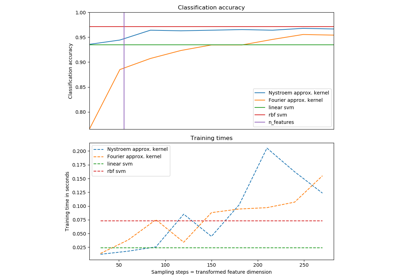 Classification accuracy
1.00
0.95
0.90
0.85
0.80
Classification accuracy
Nystroem approx. kernel
Fourier approx. kernel
linear svm
rbf svm
n_features
Training times
0.200
0.175
0.150
0.125
0.100
0.075
0.050
0.025
Training time in seconds
Nystroem approx. kernel
Fourier approx. kernel
linear svm
rbf svm
50 100 150 200 250
Sampling steps = transformed feature dimension